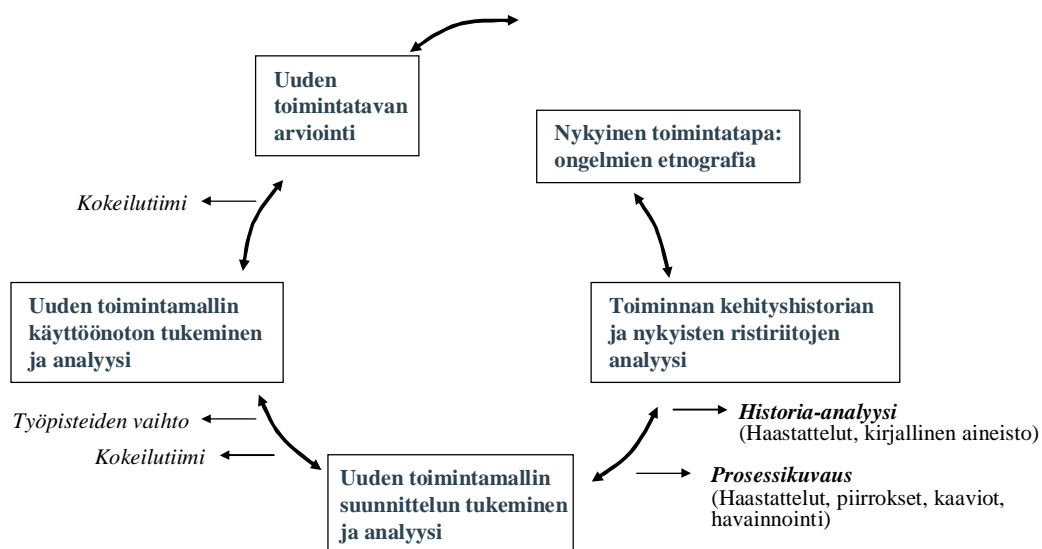 Uuden
toimintatavan
arviointi
Nykyinen toimintatapa:
ongelmien etnografia
Kokeilutiimi
Uuden toimintamallin
käyttöönoton tukeminen
ja analyysi
Toiminnan kehityshistorian
ja nykyisten ristiriitojen
analyysi
Työpisteiden vaihto
Kokeilutiimi
Historia-analyysi
(Haastattelut, kirjallinen aineisto)
Uuden toimintamallin
suunnittelun tukeminen
ja analyysi
Prosessikuvaus
(Haastattelut, piirrokset, kaaviot,
havainnointi)